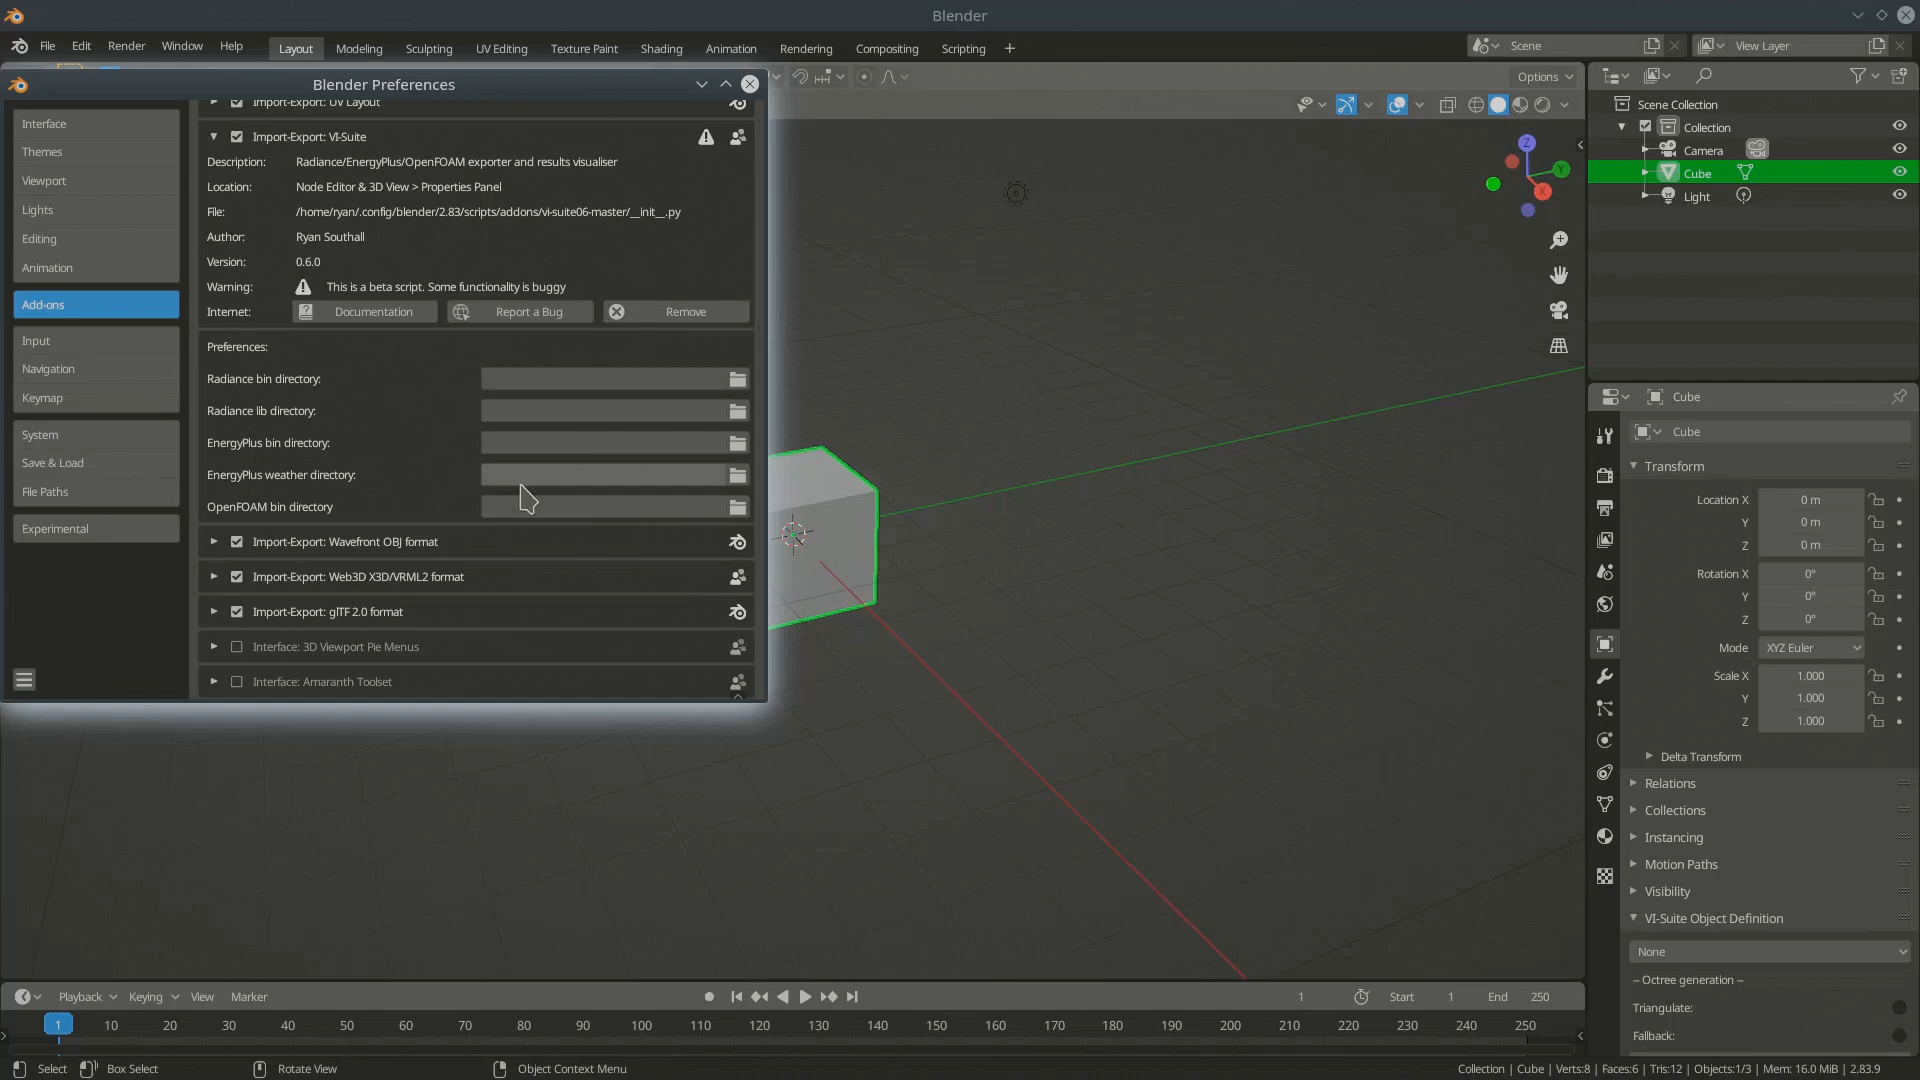 Blender
File Edit Render Window Help Layout Modeling Sculpting UV Editing Texture Paint Shading Animation Rendering Compositing Scripting + Scene View Layer
Blender Preferences
Options
Interface
Themes
Viewport
Lights
Editing
Animation
Add-ons
Input
Navigation
Keymap
System
Save & Load
File Paths
Experimental
Import-Export: UV Layout
Import-Export: VI-Suite
Description: Radiance/EnergyPlus/OpenFOAM exporter and results visualiser
Location: Node Editor & 3D View > Properties Panel
File: /home/ryan/.config/blender/2.83/scripts/addons/vi-suite06-master/__init__.py
Author: Ryan Southall
Version: 0.6.0
Warning: This is a beta script. Some functionality is buggy
Internet: Documentation Report a Bug Remove
Preferences:
Radiance bin directory:
Radiance lib directory:
EnergyPlus bin directory:
EnergyPlus weather directory:
OpenFOAM bin directory
Import-Export: Wavefront OBJ format
Import-Export: Web3D X3D/VRML2 format
Import-Export: glTF 2.0 format
Interface: 3D Viewport Pie Menus
Interface: Amaranth Toolset
Z
Y
X
Scene Collection
Collection
Camera
Cube
Light
Cube
Cube
Transform
Location X 0 m
Y 0 m
Z 0 m
Rotation X 0°
Y 0°
Z 0°
Mode XYZ Euler
Scale X 1.000
Y 1.000
Z 1.000
Delta Transform
Relations
Collections
Instancing
Motion Paths
Visibility
VI-Suite Object Definition
None
-- Octree generation --
Triangulate:
Fallback:
Playback Keying View Marker 1 Start 1 End 250
1 10 20 30 40 50 60 70 80 90 100 110 120 130 140 150 160 170 180 190 200 210 220 230 240 250
Select Box Select Rotate View Object Context Menu Collection | Cube | Verts:8 | Faces:6 | Tris:12 | Objects:1/3 | Mem: 16.0 MiB | 2.83.9